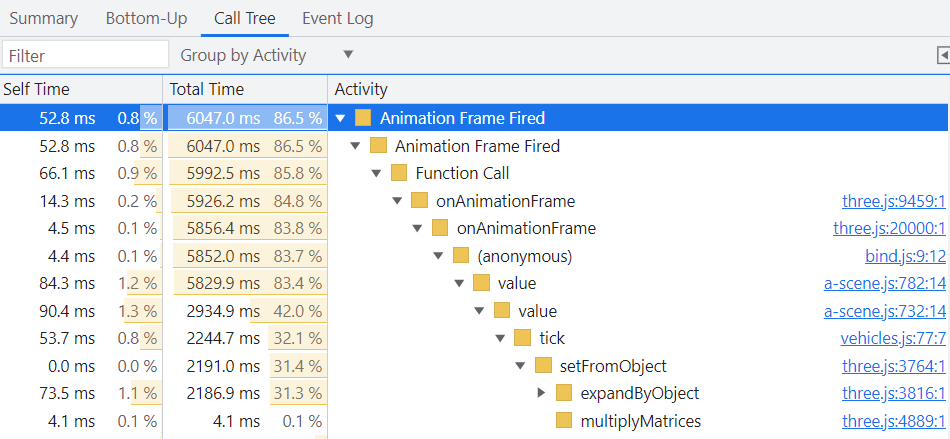 Summary Bottom-Up Call Tree Event Log
Filter Group by Activity
Self Time Total Time Activity
52.8 ms 0.8 % 6047.0 ms 86.5 % Animation Frame Fired
52.8 ms 0.8 % 6047.0 ms 86.5 % Animation Frame Fired
66.1 ms 0.9 % 5992.5 ms 85.8 % Function Call
14.3 ms 0.2 % 5926.2 ms 84.8 % onAnimationFrame three.js:9459:1
4.5 ms 0.1 % 5856.4 ms 83.8 % onAnimationFrame three.js:20000:1
4.4 ms 0.1 % 5852.0 ms 83.7 % (anonymous) bind.js:9:12
84.3 ms 1.2 % 5829.9 ms 83.4 % value a-scene.js:782:14
90.4 ms 1.3 % 2934.9 ms 42.0 % value a-scene.js:732:14
53.7 ms 0.8 % 2244.7 ms 32.1 % tick vehicles.js:77:7
0.0 ms 0.0 % 2191.0 ms 31.4 % setFromObject three.js:3764:1
73.5 ms 1.1 % 2186.9 ms 31.3 % expandByObject three.js:3816:1
4.1 ms 0.1 % 4.1 ms 0.1 % multiplyMatrices three.js:4889:1